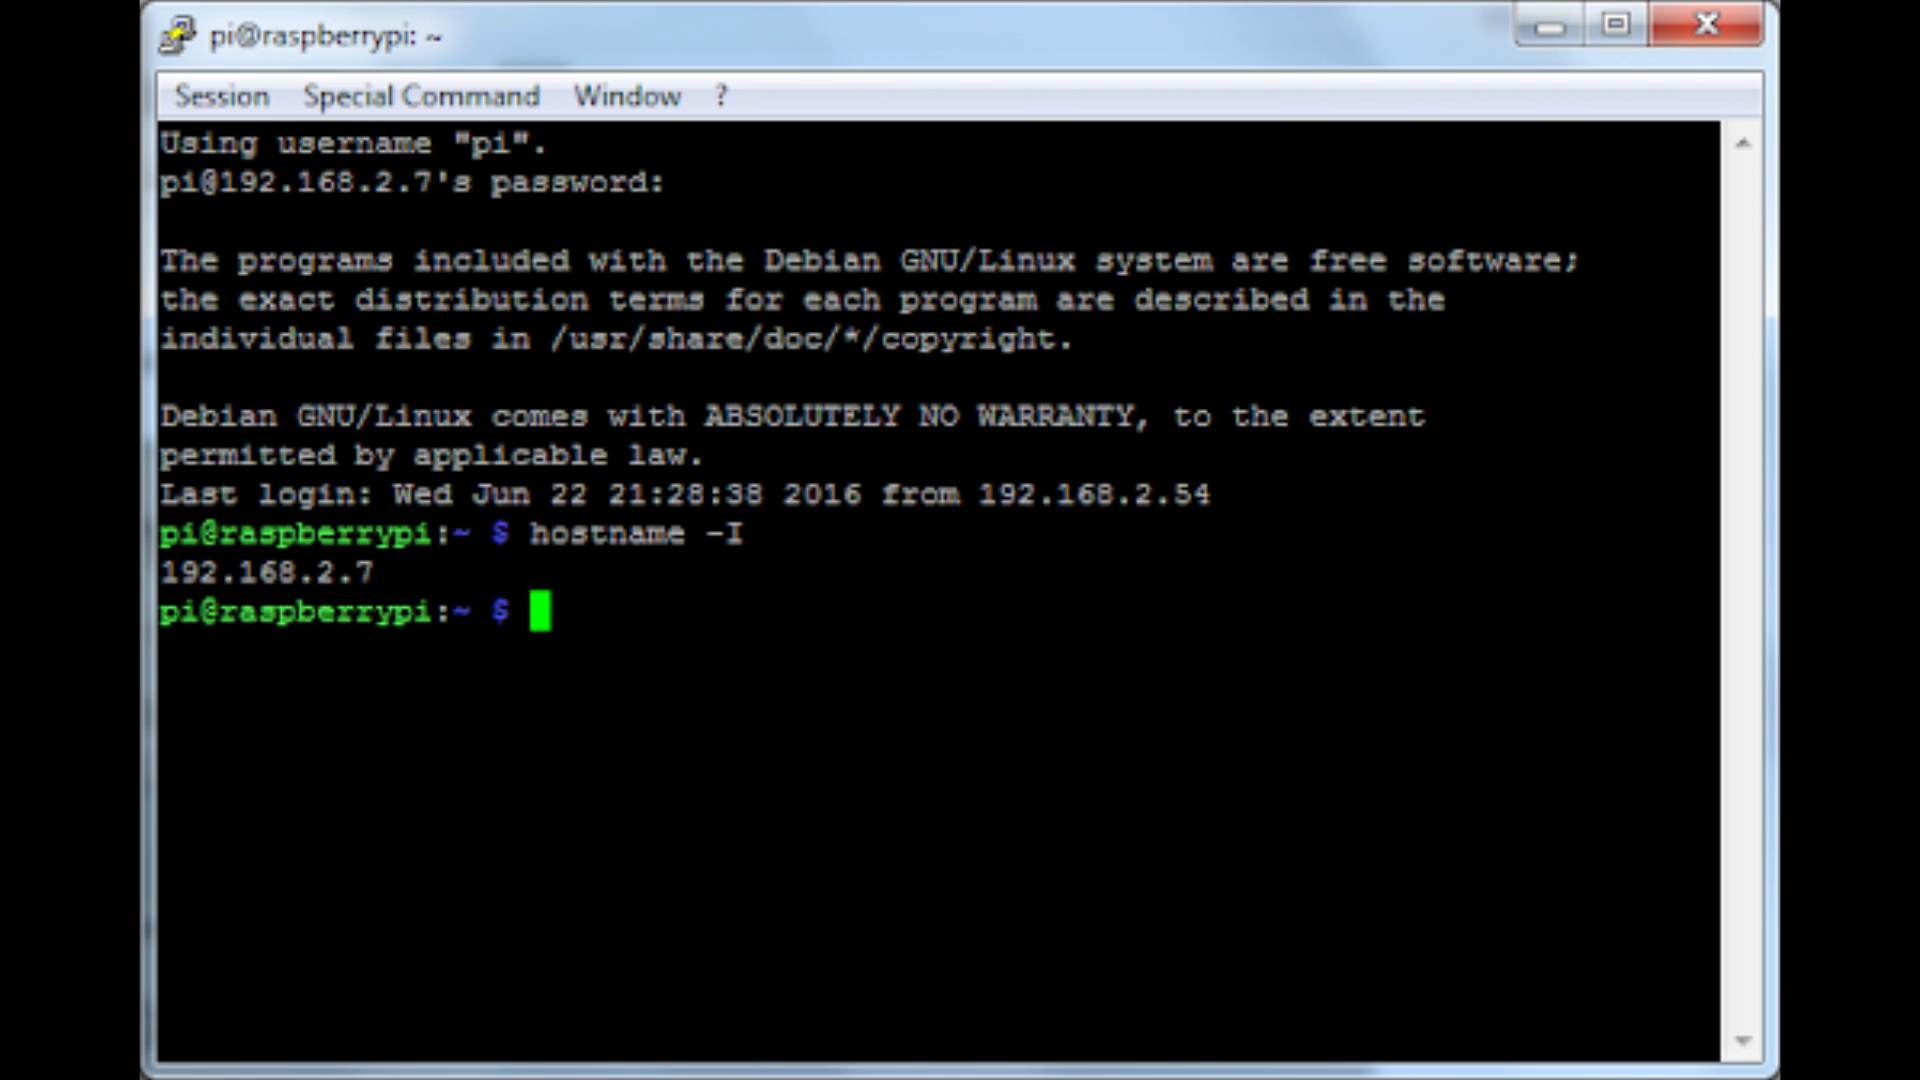 pi@raspberrypi: ~
Session Special Command Window ?
Using username "pi".
pi@192.168.2.7's password:
The programs included with the Debian GNU/Linux system are free software;
the exact distribution terms for each program are described in the
individual files in /usr/share/doc/*/copyright.
Debian GNU/Linux comes with ABSOLUTELY NO WARRANTY, to the extent
permitted by applicable law.
Last login: Wed Jun 22 21:28:38 2016 from 192.168.2.54
pi@raspberrypi:~ $ hostname -I
192.168.2.7
pi@raspberrypi:~ $